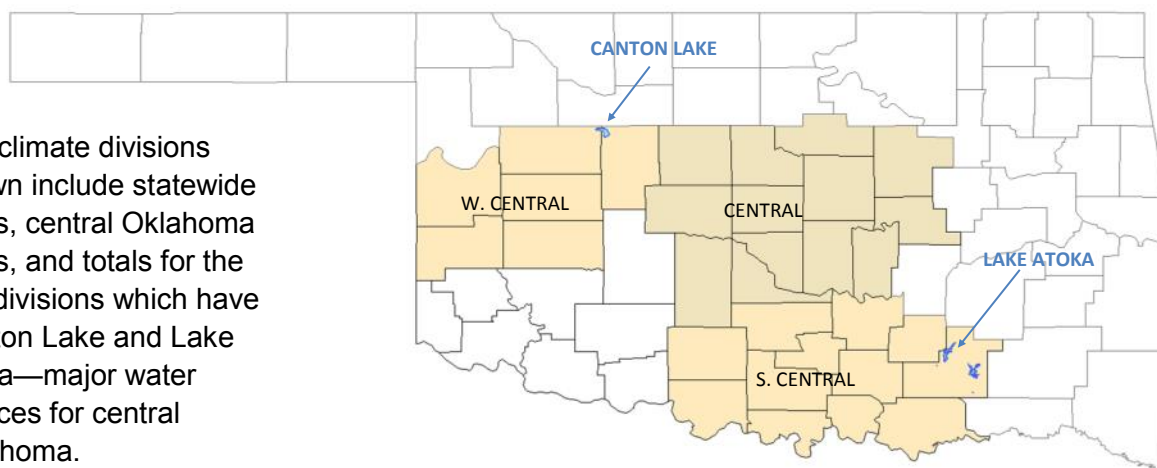 CANTON LAKE
climate divisions
wn include statewide
s, central Oklahoma
s, and totals for the
divisions which have
ton Lake and Lake
a—major water
ces for central
homa.
W. CENTRAL
CENTRAL
LAKE ATOKA
S. CENTRAL